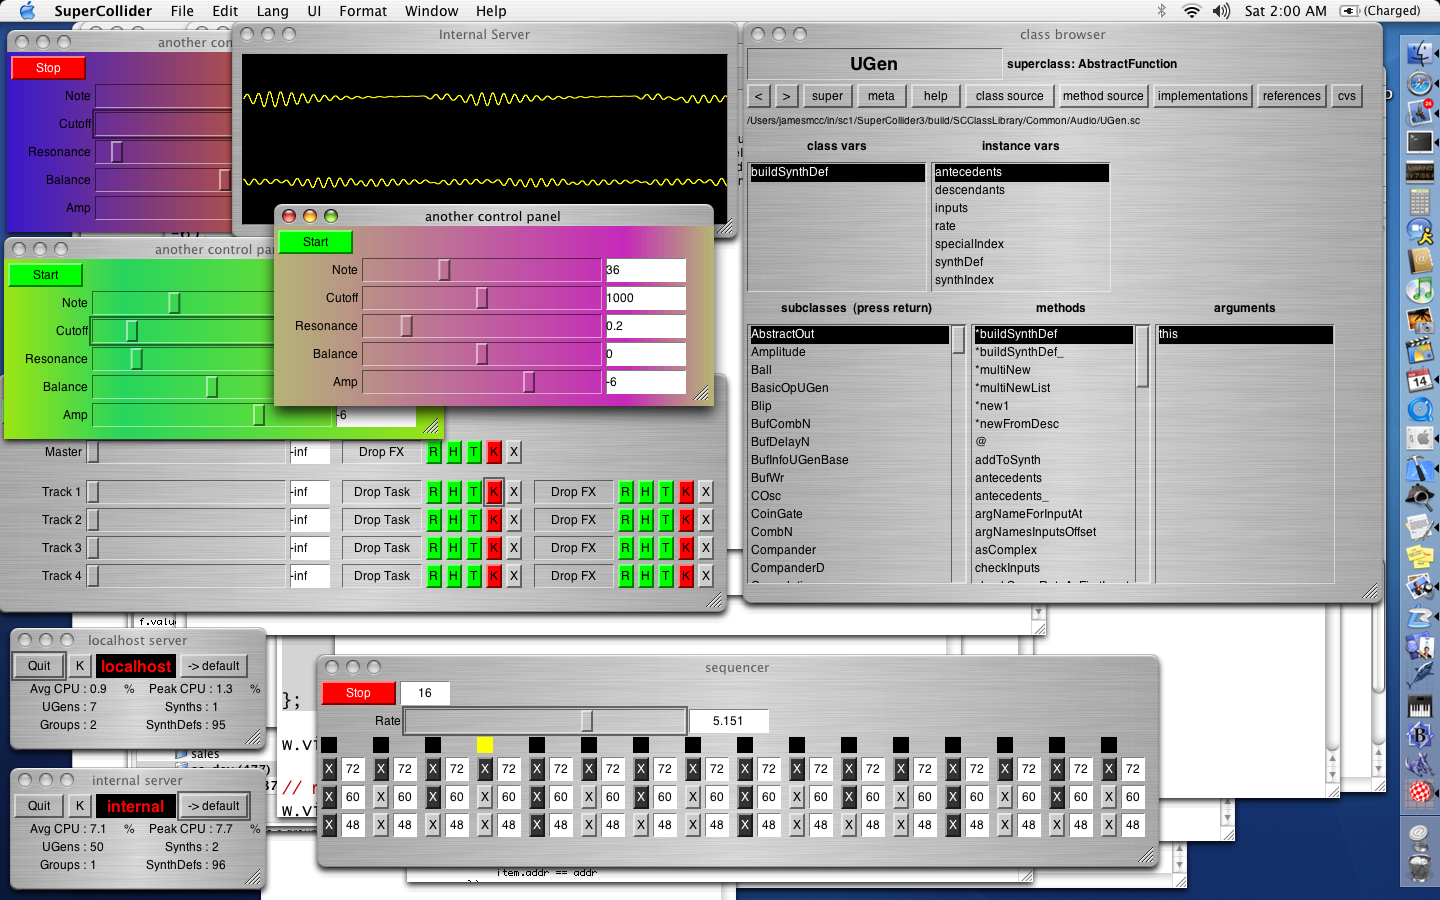 SuperCollider File Edit Lang UI Format Window Help
Sat 2:00 AM (Charged)
another con
Stop
Note
Cutoff
Resonance
Balance
Amp
Internal Server
another control pa
Start
Note
Cutoff
Resonance
Balance
Amp -6
another control panel
Start
Note 36
Cutoff 1000
Resonance 0.2
Balance 0
Amp -6
Master -inf Drop FX R H T K X
Track 1 -inf Drop Task R H T K X Drop FX R H T K X
Track 2 -inf Drop Task R H T K X Drop FX R H T K X
Track 3 -inf Drop Task R H T K X Drop FX R H T K X
Track 4 -inf Drop Task R H T K X Drop FX R H T K X
class browser
UGen superclass: AbstractFunction
< > super meta help class source method source implementations references cvs
/Users/jamesmcc/in/sc1/SuperCollider3/build/SCClassLibrary/Common/Audio/UGen.sc
class vars instance vars
buildSynthDef antecedents
descendants
inputs
rate
specialIndex
synthDef
synthIndex
subclasses (press return) methods arguments
AbstractOut *buildSynthDef this
Amplitude *buildSynthDef_
Ball *multiNew
BasicOpUGen *multiNewList
Blip *new1
BufCombN *newFromDesc
BufDelayN @
BufInfoUGenBase addToSynth
BufWr antecedents
COsc antecedents_
CoinGate argNameForInputAt
CombN argNamesInputsOffset
Compander asComplex
CompanderD checkInputs
f.valu
localhost server
Quit K localhost -> default
Avg CPU : 0.9 % Peak CPU : 1.3 %
UGens : 7 Synths : 1
Groups : 2 SynthDefs : 95
sales
internal server
Quit K internal -> default
Avg CPU : 7.1 % Peak CPU : 7.7 %
UGens : 50 Synths : 2
Groups : 1 SynthDefs : 96
};
sequencer
Stop 16
Rate 5.151
X 72 X 72 X 72 X 72 X 72 X 72 X 72 X 72 X 72 X 72 X 72 X 72 X 72 X 72 X 72 X 72
X 60 X 60 X 60 X 60 X 60 X 60 X 60 X 60 X 60 X 60 X 60 X 60 X 60 X 60 X 60 X 60
X 48 X 48 X 48 X 48 X 48 X 48 X 48 X 48 X 48 X 48 X 48 X 48 X 48 X 48 X 48 X 48
item.addr == addr